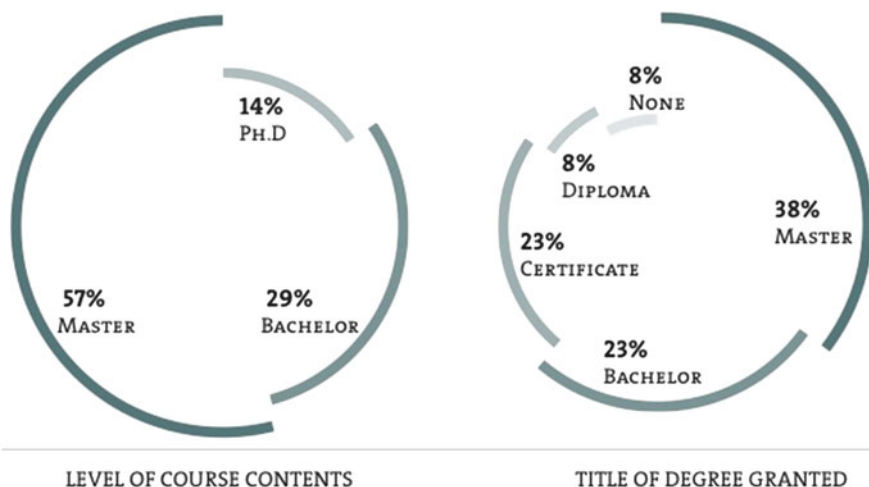 14%
PH.D
57%
MASTER
29%
BACHELOR
LEVEL OF COURSE CONTENTS
8%
NONE
8%
DIPLOMA
38%
MASTER
23%
CERTIFICATE
23%
BACHELOR
TITLE OF DEGREE GRANTED